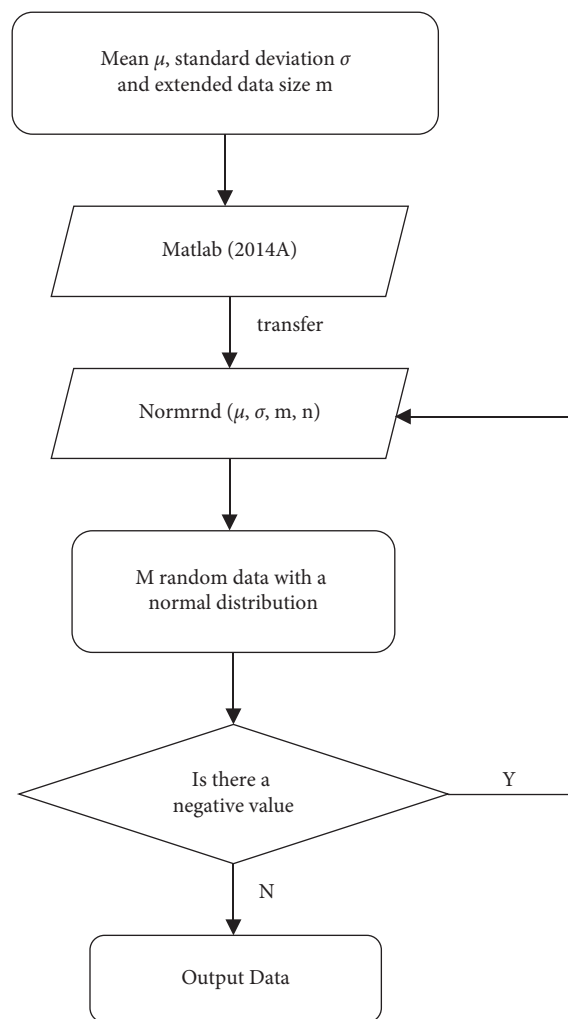 Mean μ, standard deviation σ
and extended data size m
Matlab (2014A)
transfer
Normrnd (μ, σ, m, n)
M random data with a
normal distribution
Is there a
negative value
Y
N
Output Data